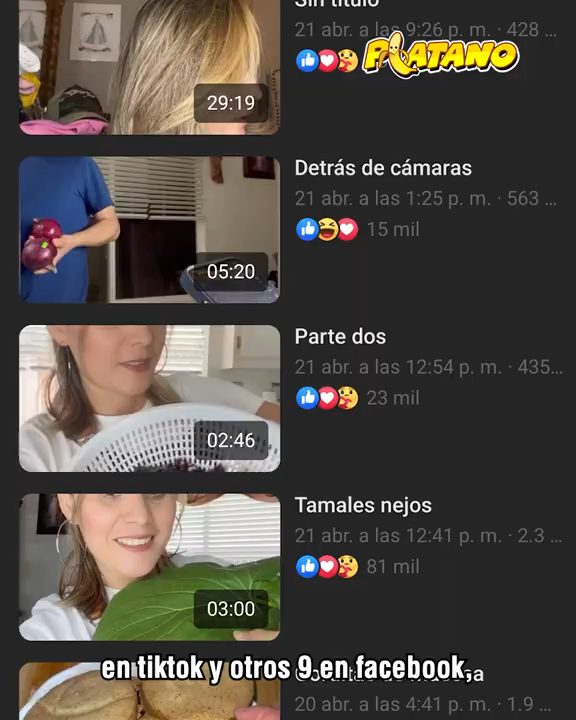 Sin título
21 abr. a las 9:26 p. m. · 428 ...
PLATANO
29:19
Detrás de cámaras
21 abr. a las 1:25 p. m. · 563 ...
15 mil
05:20
Parte dos
21 abr. a las 12:54 p. m. · 435...
23 mil
02:46
Tamales nejos
21 abr. a las 12:41 p. m. · 2.3 ...
81 mil
03:00
en tiktok y otros 9 en facebook,
20 abr. a las 4:41 p. m. · 1.9 ...